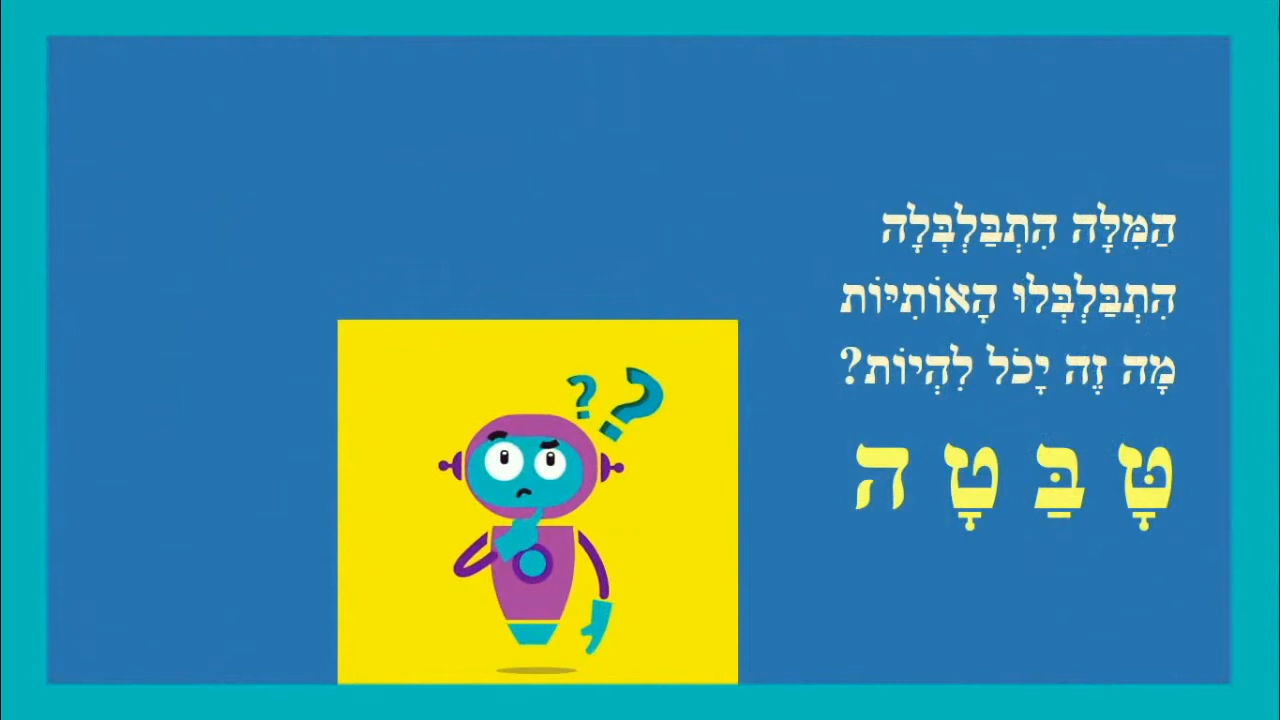 הַמִּלָּה הִתְבַּלְבְּלָה
הִתְבַּלְבְּלוּ הָאוֹתִיּוֹת
מָה זֶה יָכֹל לִהְיוֹת?
טָּ בַּ טָ ה
? ?